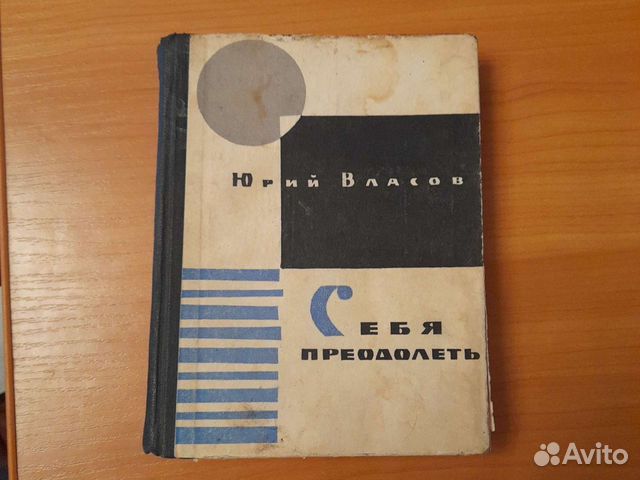 Юрий Власов
Себя
преодолеть
Avito